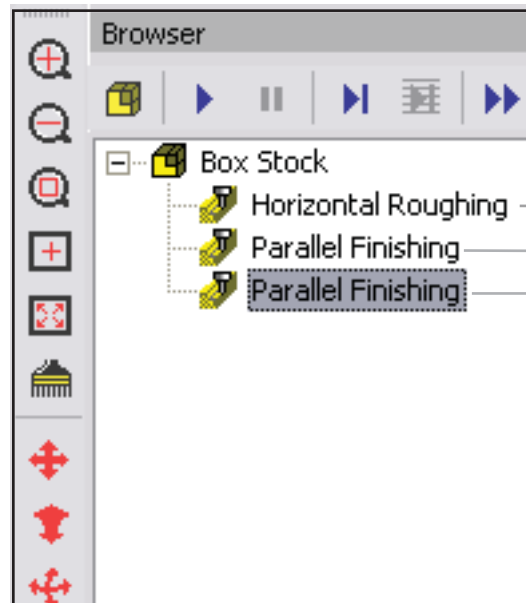 Browser
Box Stock
Horizontal Roughing
Parallel Finishing
Parallel Finishing